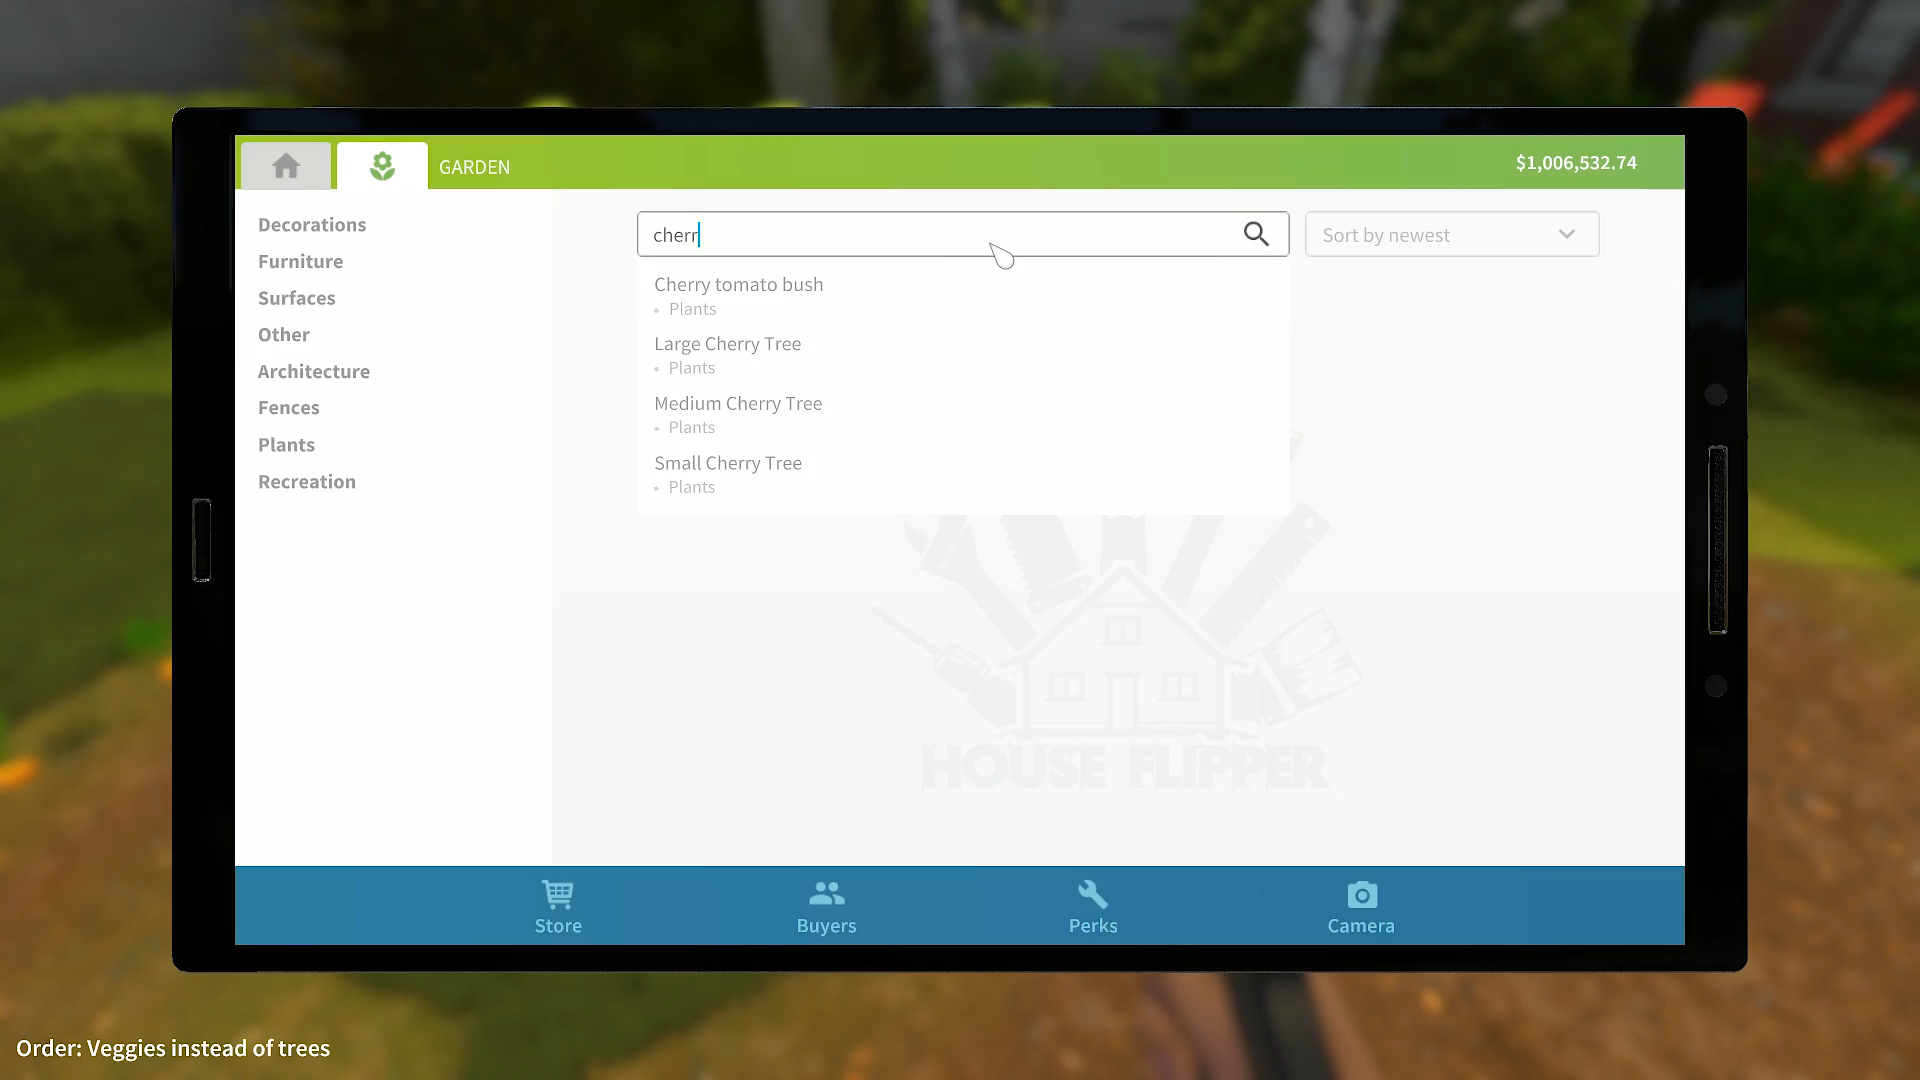 GARDEN
$1,006,532.74
Decorations
Furniture
Surfaces
Other
Architecture
Fences
Plants
Recreation
cherr
Sort by newest
Cherry tomato bush
• Plants
Large Cherry Tree
• Plants
Medium Cherry Tree
• Plants
Small Cherry Tree
• Plants
HOUSE FLIPPER
Store
Buyers
Perks
Camera
Order: Veggies instead of trees